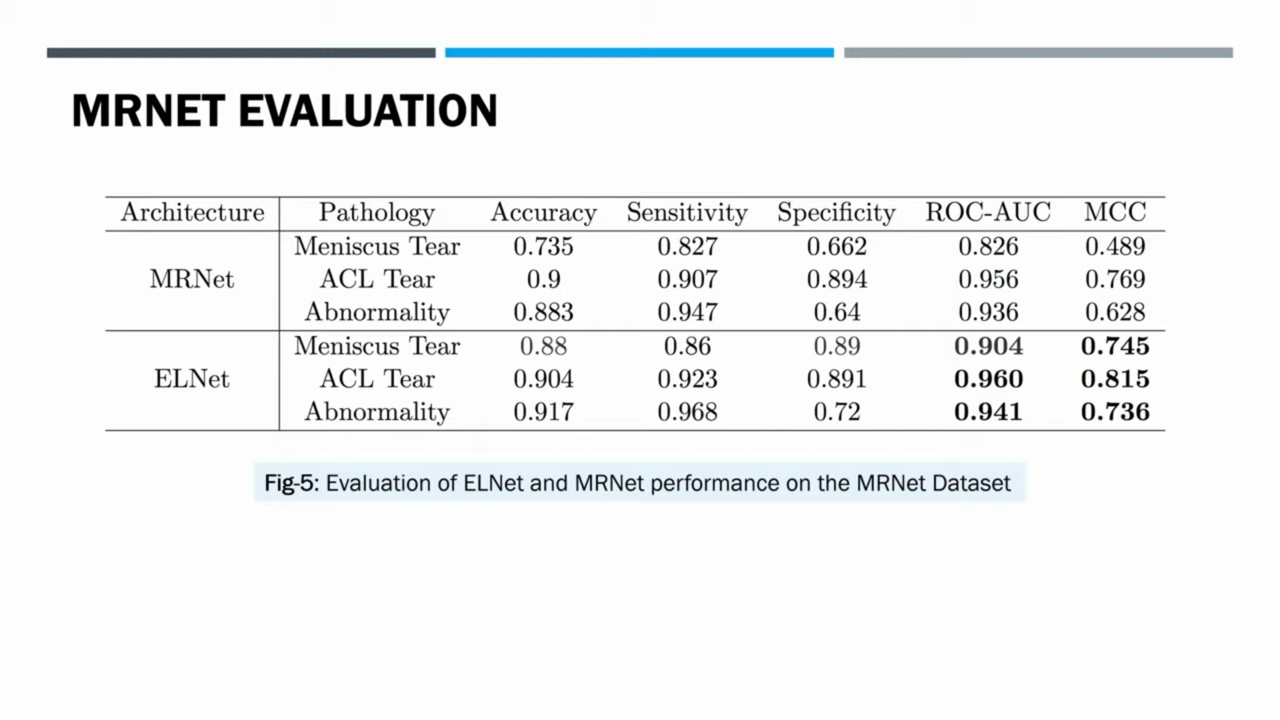 MRNET EVALUATION
Architecture Pathology Accuracy Sensitivity Specificity ROC-AUC MCC
Meniscus Tear 0.735 0.827 0.662 0.826 0.489
MRNet ACL Tear 0.9 0.907 0.894 0.956 0.769
Abnormality 0.883 0.947 0.64 0.936 0.628
Meniscus Tear 0.88 0.86 0.89 0.904 0.745
ELNet ACL Tear 0.904 0.923 0.891 0.960 0.815
Abnormality 0.917 0.968 0.72 0.941 0.736
Fig-5: Evaluation of ELNet and MRNet performance on the MRNet Dataset